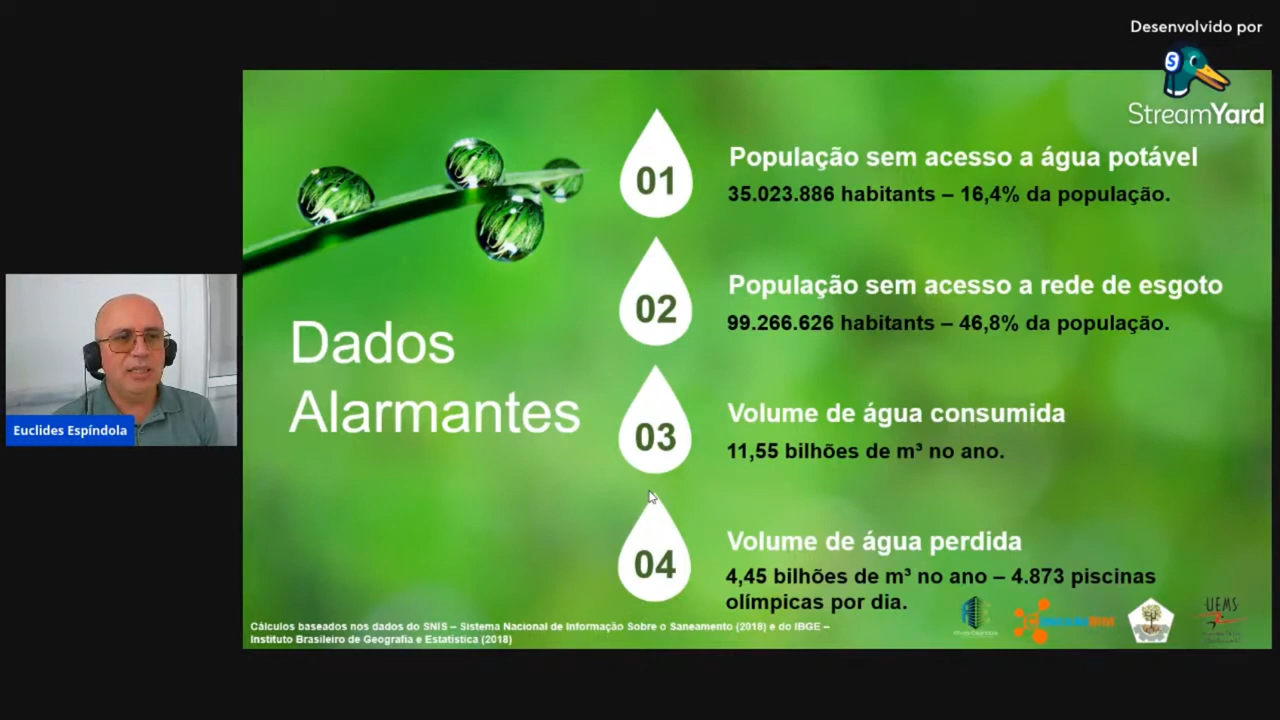 Desenvolvido por
StreamYard
01
População sem acesso a água potável
35.023.886 habitants – 16,4% da população.
02
População sem acesso a rede de esgoto
99.266.626 habitants – 46,8% da população.
Dados
Alarmantes
03
Volume de água consumida
11,55 bilhões de m³ no ano.
04
Volume de água perdida
4,45 bilhões de m³ no ano – 4.873 piscinas
olímpicas por dia.
Cálculos baseados nos dados do SNIS – Sistema Nacional de Informação Sobre o Saneamento (2018) e do IBGE –
Instituto Brasileiro de Geografia e Estatística (2018)
UEMS
Euclides Espíndola